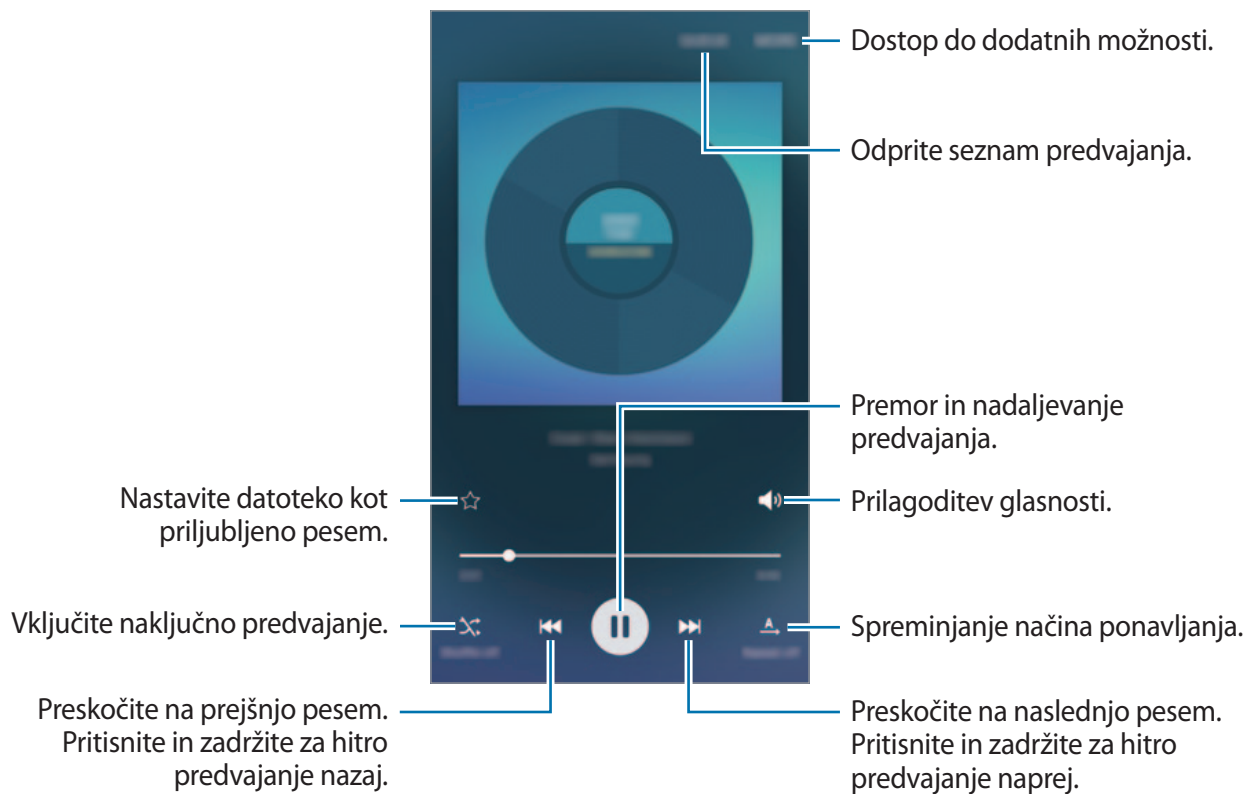 Dostop do dodatnih možnosti.
Odprite seznam predvajanja.
Premor in nadaljevanje
predvajanja.
Nastavite datoteko kot
priljubljeno pesem.
Prilagoditev glasnosti.
Vključite naključno predvajanje.
Spreminjanje načina ponavljanja.
Preskočite na prejšnjo pesem.
Pritisnite in zadržite za hitro
predvajanje nazaj.
Preskočite na naslednjo pesem.
Pritisnite in zadržite za hitro
predvajanje naprej.